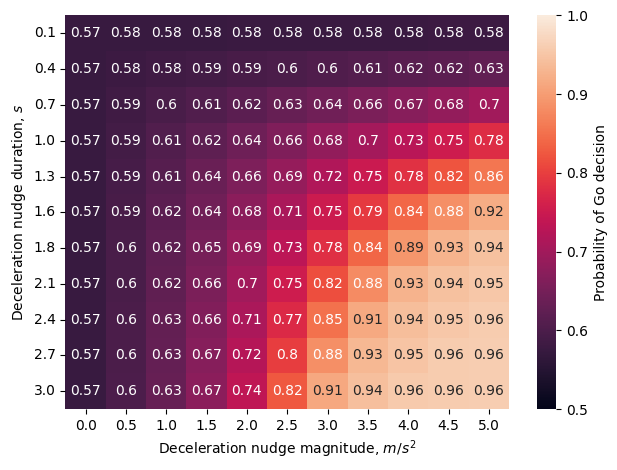 0.1 0.57 0.58 0.58 0.58 0.58 0.58 0.58 0.58 0.58 0.58 0.58
0.4 0.57 0.58 0.58 0.59 0.59 0.6 0.6 0.61 0.62 0.62 0.63
0.7 0.57 0.59 0.6 0.61 0.62 0.63 0.64 0.66 0.67 0.68 0.7
1.0 0.57 0.59 0.61 0.62 0.64 0.66 0.68 0.7 0.73 0.75 0.78
1.3 0.57 0.59 0.61 0.64 0.66 0.69 0.72 0.75 0.78 0.82 0.86
1.6 0.57 0.59 0.62 0.64 0.68 0.71 0.75 0.79 0.84 0.88 0.92
1.8 0.57 0.6 0.62 0.65 0.69 0.73 0.78 0.84 0.89 0.93 0.94
2.1 0.57 0.6 0.62 0.66 0.7 0.75 0.82 0.88 0.93 0.94 0.95
2.4 0.57 0.6 0.63 0.66 0.71 0.77 0.85 0.91 0.94 0.95 0.96
2.7 0.57 0.6 0.63 0.67 0.72 0.8 0.88 0.93 0.95 0.96 0.96
3.0 0.57 0.6 0.63 0.67 0.74 0.82 0.91 0.94 0.96 0.96 0.96
0.0 0.5 1.0 1.5 2.0 2.5 3.0 3.5 4.0 4.5 5.0
Deceleration nudge magnitude, m/s²
Deceleration nudge duration, s
1.0
0.9
0.8
0.7
0.6
0.5
Probability of Go decision